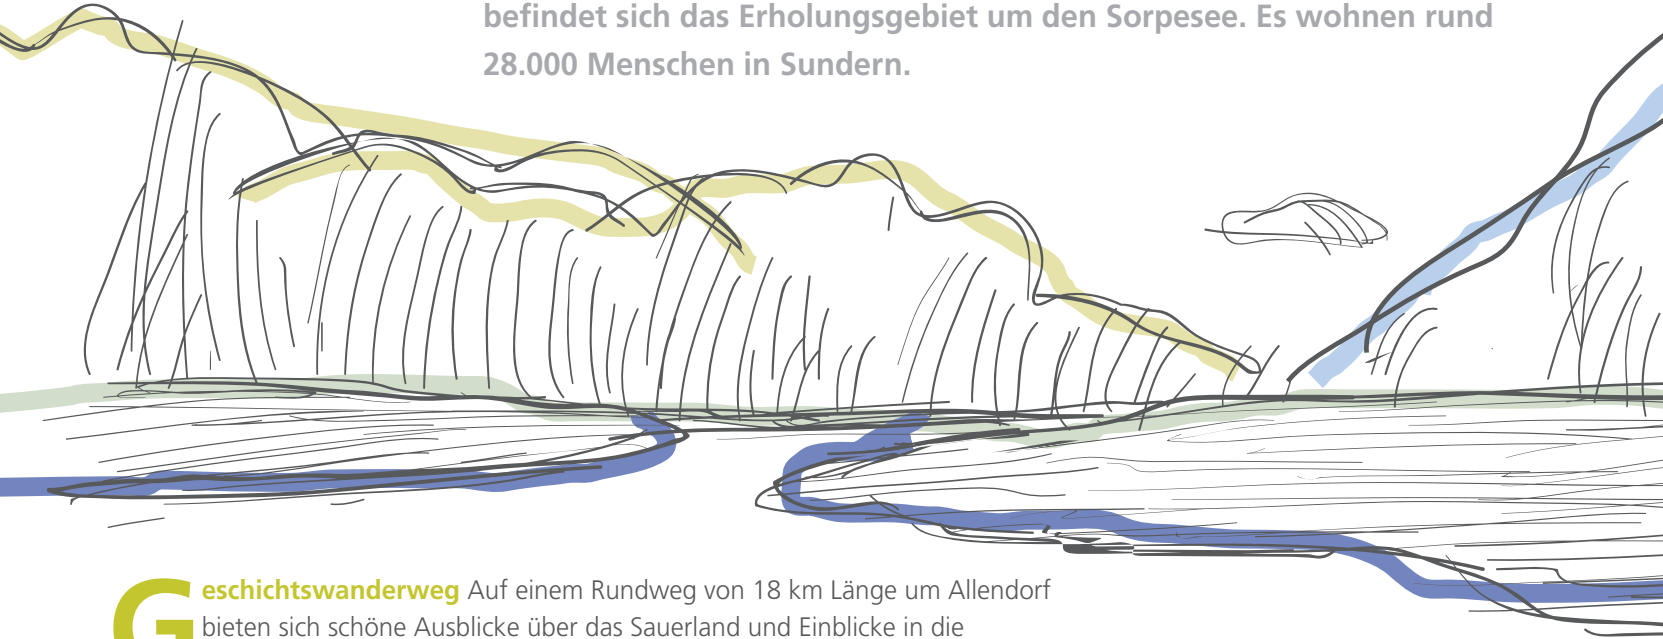 befindet sich das Erholungsgebiet um den Sorpesee. Es wohnen rund
28.000 Menschen in Sundern.
Geschichtswanderweg Auf einem Rundweg von 18 km Länge um Allendorf
bieten sich schöne Ausblicke über das Sauerland und Einblicke in die